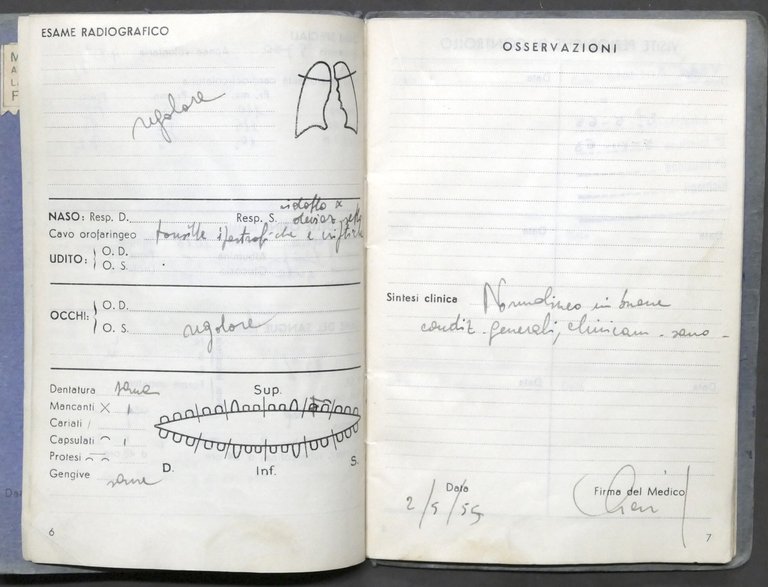 M
A
L
F
ESAME RADIOGRAFICO
regolare
NASO: Resp. D. Resp. S. ridotta x
deviaz. setto
Cavo orofaringeo tonsille ipertrofiche e criptiche
UDITO: O. D.
O. S.
OCCHI: O. D.
O. S. regolare
Dentatura sana
Mancanti X 1
Cariati /
Capsulati 1
Protesi
Gengive sane
Sup.
D. Inf. S.
6
OSSERVAZIONI
Sintesi clinica Normolineo in buone
condiz. generali, clinicam. sano -
Data
2/5/55
Firma del Medico
7